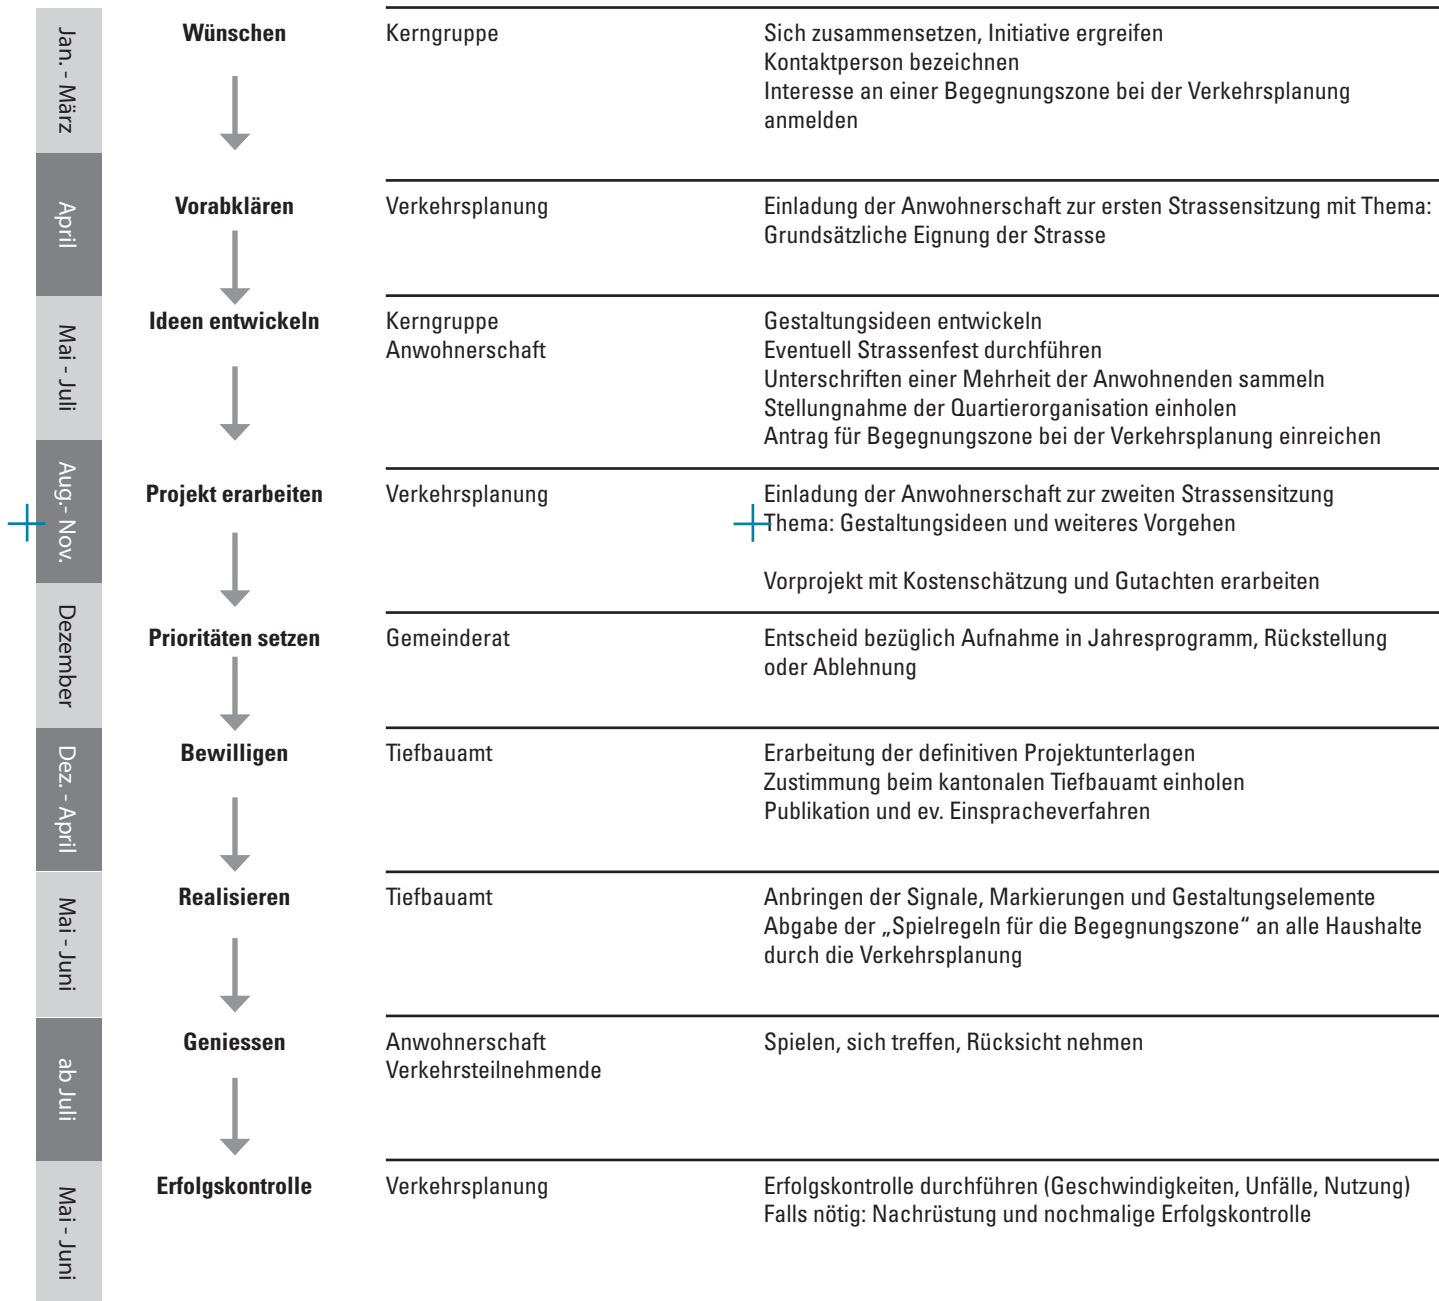 Jan. - März
Wünschen
Kerngruppe
Sich zusammensetzen, Initiative ergreifen
Kontaktperson bezeichnen
Interesse an einer Begegnungszone bei der Verkehrsplanung
anmelden
April
Vorabklären
Verkehrsplanung
Einladung der Anwohnerschaft zur ersten Strassensitzung mit Thema:
Grundsätzliche Eignung der Strasse
Mai - Juli
Ideen entwickeln
Kerngruppe
Anwohnerschaft
Gestaltungsideen entwickeln
Eventuell Strassenfest durchführen
Unterschriften einer Mehrheit der Anwohnenden sammeln
Stellungnahme der Quartierorganisation einholen
Antrag für Begegnungszone bei der Verkehrsplanung einreichen
Aug.- Nov.
Projekt erarbeiten
Verkehrsplanung
Einladung der Anwohnerschaft zur zweiten Strassensitzung
Thema: Gestaltungsideen und weiteres Vorgehen
Vorprojekt mit Kostenschätzung und Gutachten erarbeiten
Dezember
Prioritäten setzen
Gemeinderat
Entscheid bezüglich Aufnahme in Jahresprogramm, Rückstellung
oder Ablehnung
Dez. - April
Bewilligen
Tiefbauamt
Erarbeitung der definitiven Projektunterlagen
Zustimmung beim kantonalen Tiefbauamt einholen
Publikation und ev. Einspracheverfahren
Mai - Juni
Realisieren
Tiefbauamt
Anbringen der Signale, Markierungen und Gestaltungselemente
Abgabe der „Spielregeln für die Begegnungszone“ an alle Haushalte
durch die Verkehrsplanung
ab Juli
Geniessen
Anwohnerschaft
Verkehrsteilnehmende
Spielen, sich treffen, Rücksicht nehmen
Mai - Juni
Erfolgskontrolle
Verkehrsplanung
Erfolgskontrolle durchführen (Geschwindigkeiten, Unfälle, Nutzung)
Falls nötig: Nachrüstung und nochmalige Erfolgskontrolle